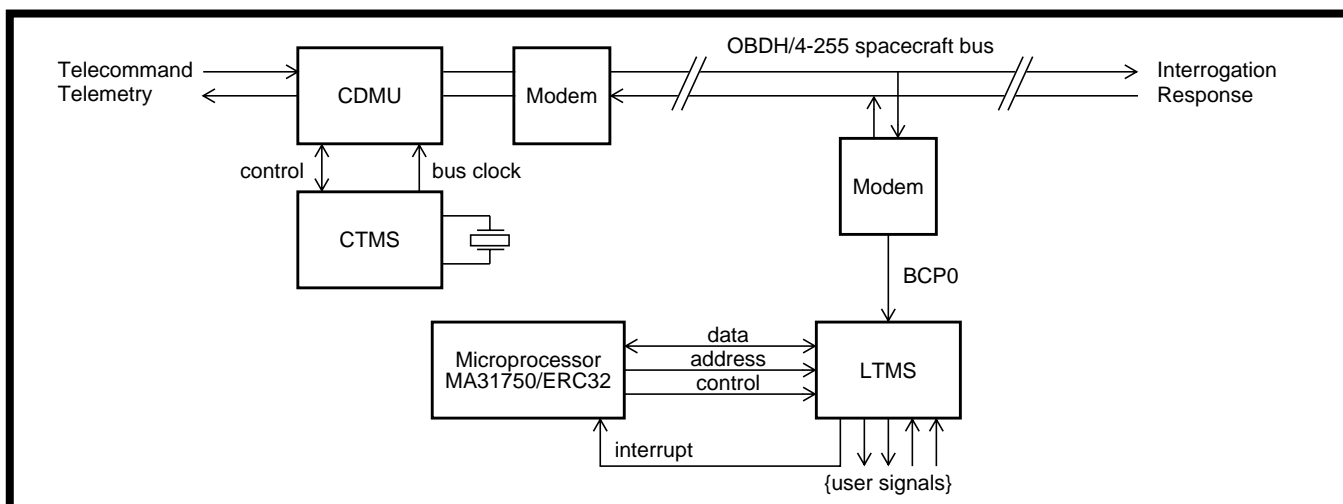 OBDH/4-255 spacecraft bus
Telecommand
Telemetry
CDMU
Modem
Interrogation
Response
control
bus clock
Modem
CTMS
BCP0
Microprocessor
MA31750/ERC32
data
address
control
LTMS
interrupt
{user signals}